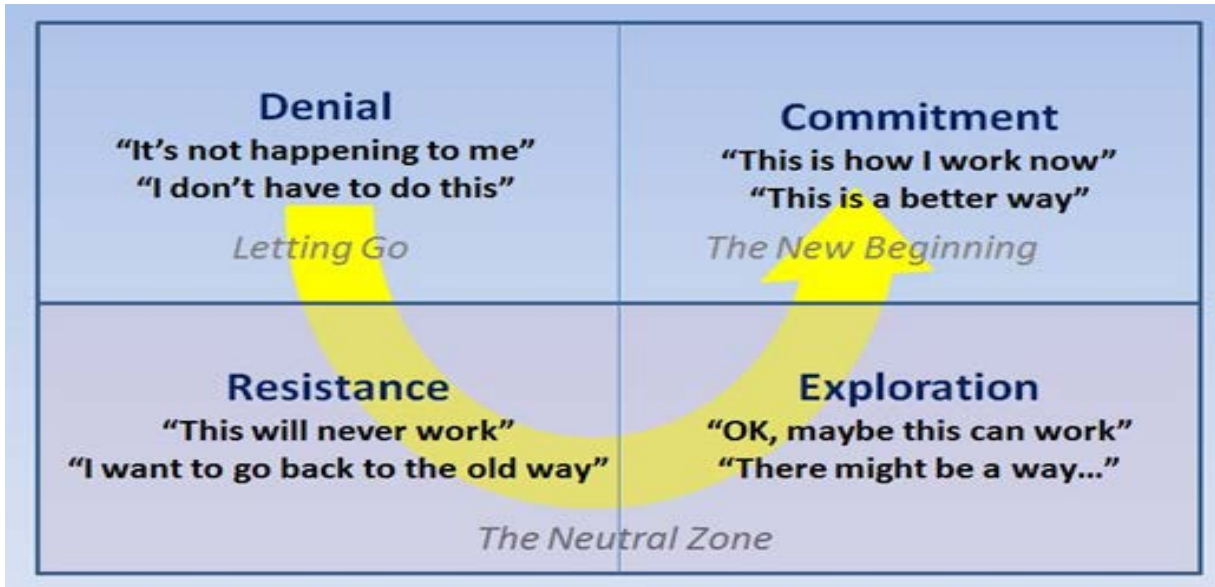 Denial
“It’s not happening to me”
“I don’t have to do this”
Letting Go
Commitment
“This is how I work now”
“This is a better way”
The New Beginning
Resistance
“This will never work”
“I want to go back to the old way”
Exploration
“OK, maybe this can work”
“There might be a way…”
The Neutral Zone